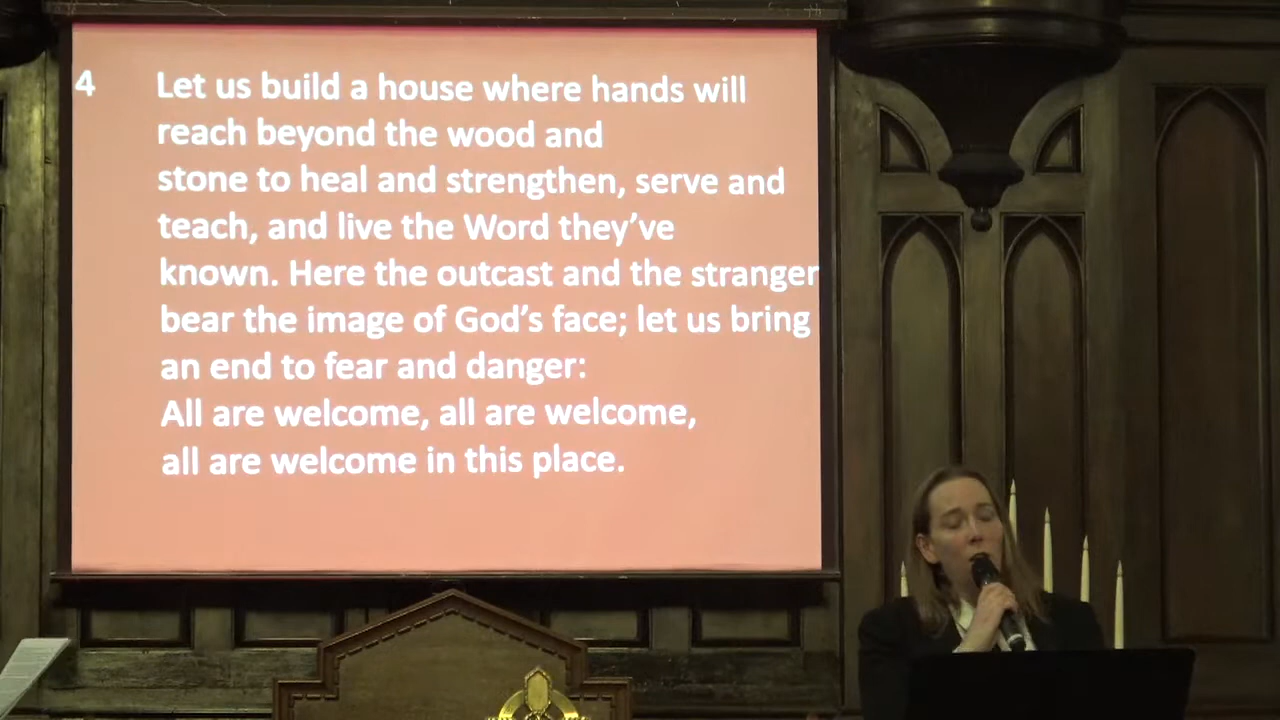 4 Let us build a house where hands will
reach beyond the wood and
stone to heal and strengthen, serve and
teach, and live the Word they’ve
known. Here the outcast and the stranger
bear the image of God’s face; let us bring
an end to fear and danger:
All are welcome, all are welcome,
all are welcome in this place.